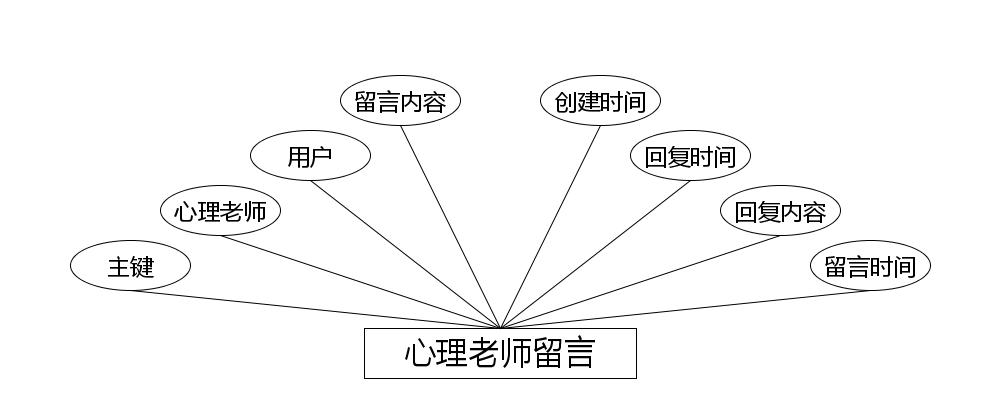 留言内容
创建时间
用户
回复时间
心理老师
回复内容
主键
留言时间
心理老师留言